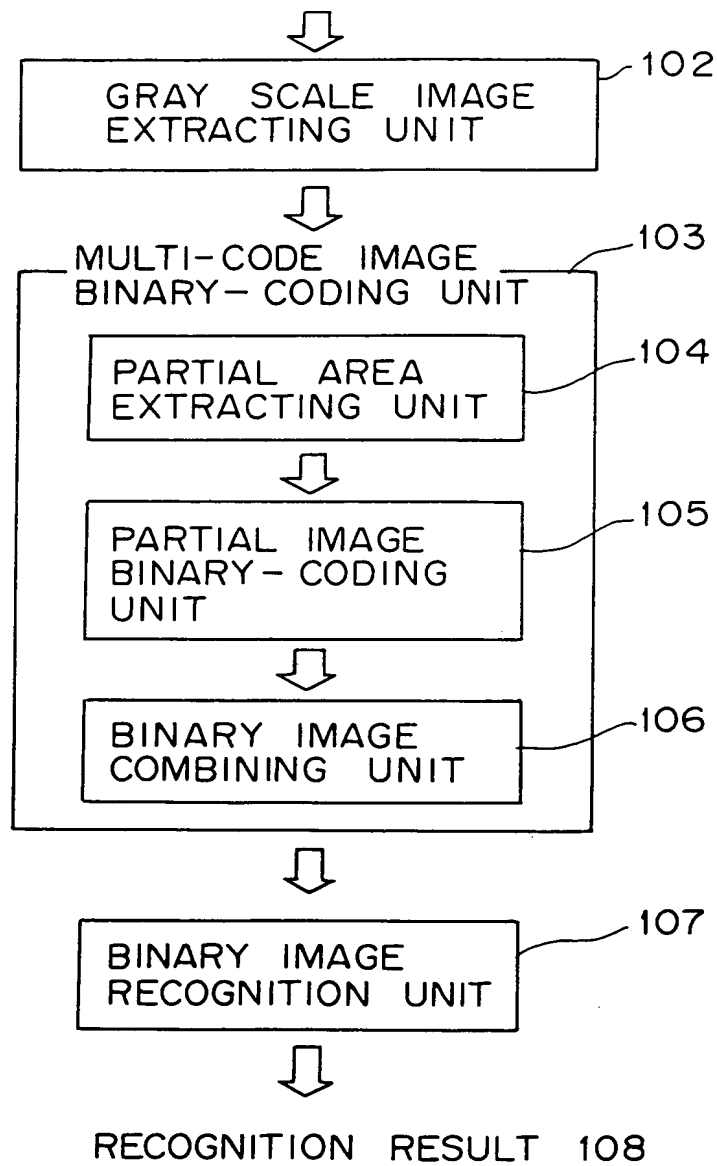 102
GRAY SCALE IMAGE
EXTRACTING UNIT
103
MULTI-CODE IMAGE
BINARY-CODING UNIT
104
PARTIAL AREA
EXTRACTING UNIT
105
PARTIAL IMAGE
BINARY-CODING
UNIT
106
BINARY IMAGE
COMBINING UNIT
107
BINARY IMAGE
RECOGNITION UNIT
RECOGNITION RESULT 108